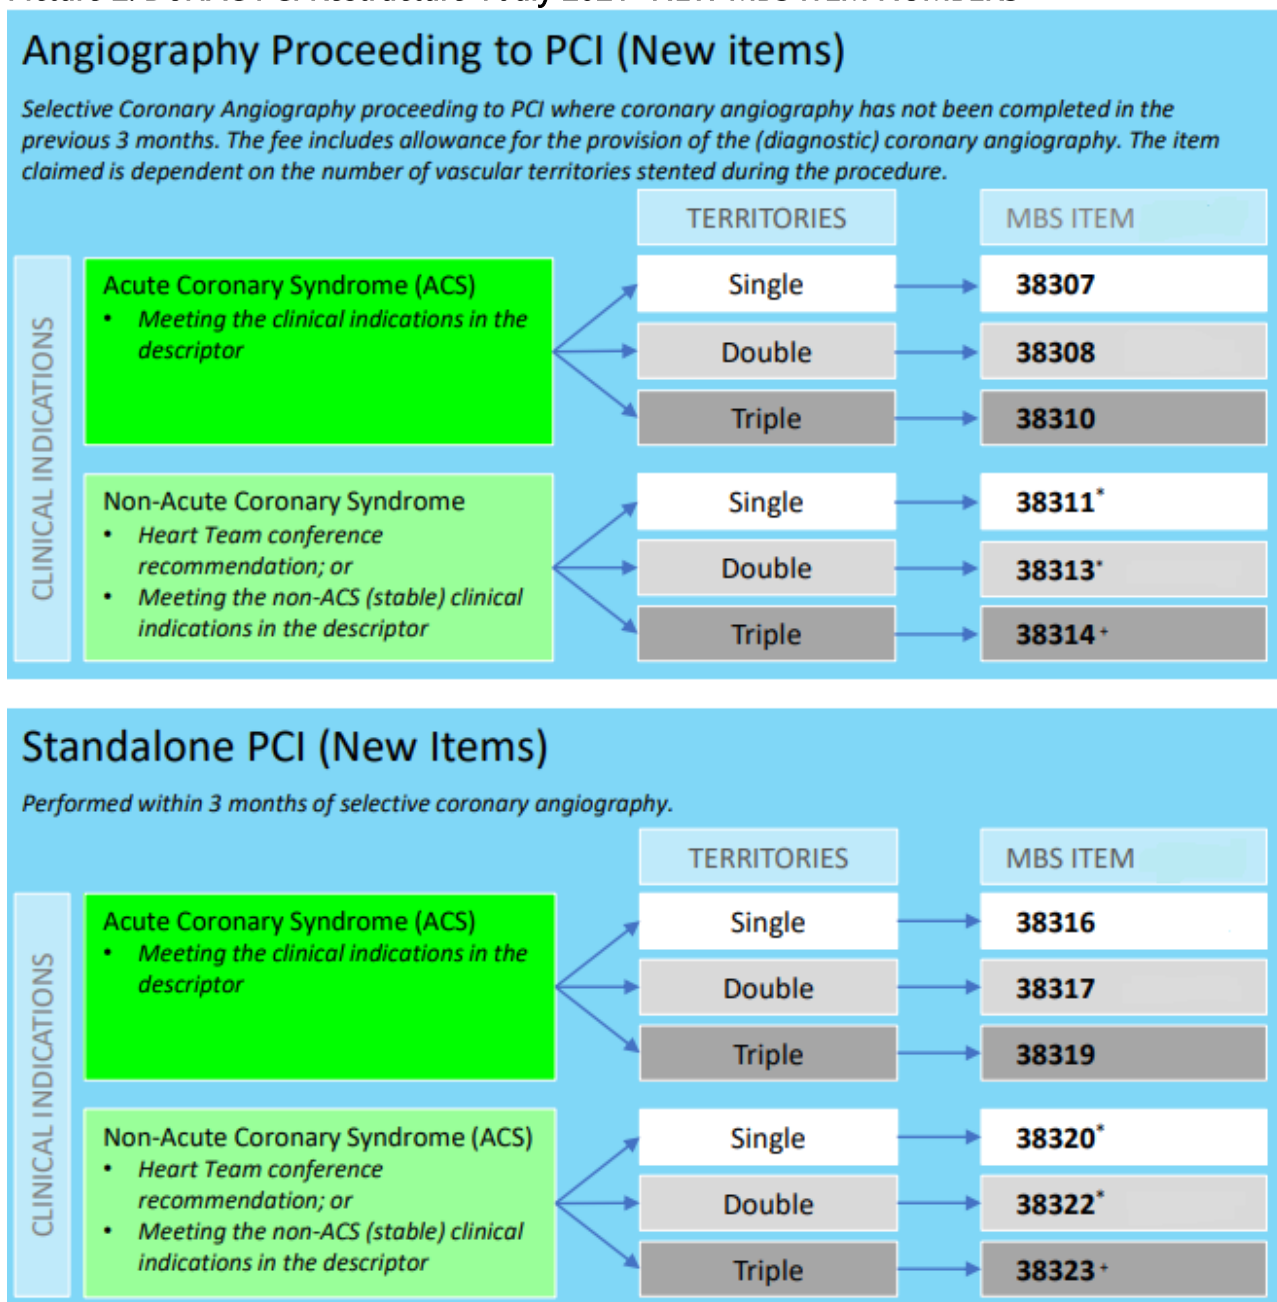 Angiography Proceeding to PCI (New items)
Selective Coronary Angiography proceeding to PCI where coronary angiography has not been completed in the
previous 3 months. The fee includes allowance for the provision of the (diagnostic) coronary angiography. The item
claimed is dependent on the number of vascular territories stented during the procedure.
TERRITORIES
MBS ITEM
CLINICAL INDICATIONS
Acute Coronary Syndrome (ACS)
• Meeting the clinical indications in the
descriptor
Single
38307
Double
38308
Triple
38310
Non-Acute Coronary Syndrome
• Heart Team conference
recommendation; or
• Meeting the non-ACS (stable) clinical
indications in the descriptor
Single
38311*
Double
38313*
Triple
38314+
Standalone PCI (New Items)
Performed within 3 months of selective coronary angiography.
TERRITORIES
MBS ITEM
CLINICAL INDICATIONS
Acute Coronary Syndrome (ACS)
• Meeting the clinical indications in the
descriptor
Single
38316
Double
38317
Triple
38319
Non-Acute Coronary Syndrome (ACS)
• Heart Team conference
recommendation; or
• Meeting the non-ACS (stable) clinical
indications in the descriptor
Single
38320*
Double
38322*
Triple
38323+